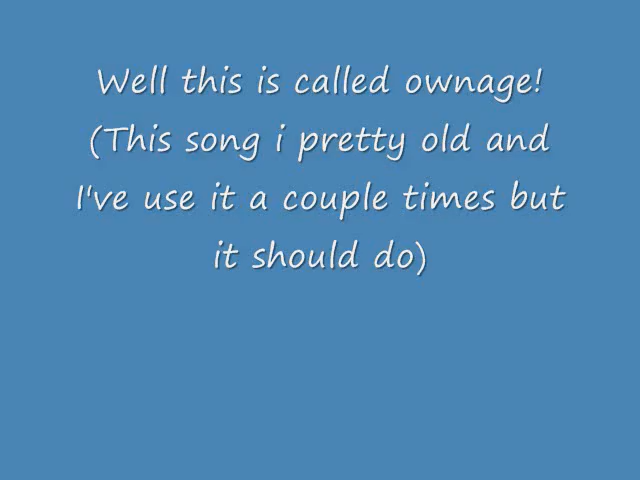 Well this is called ownage!
(This song i pretty old and
I've use it a couple times but
it should do)